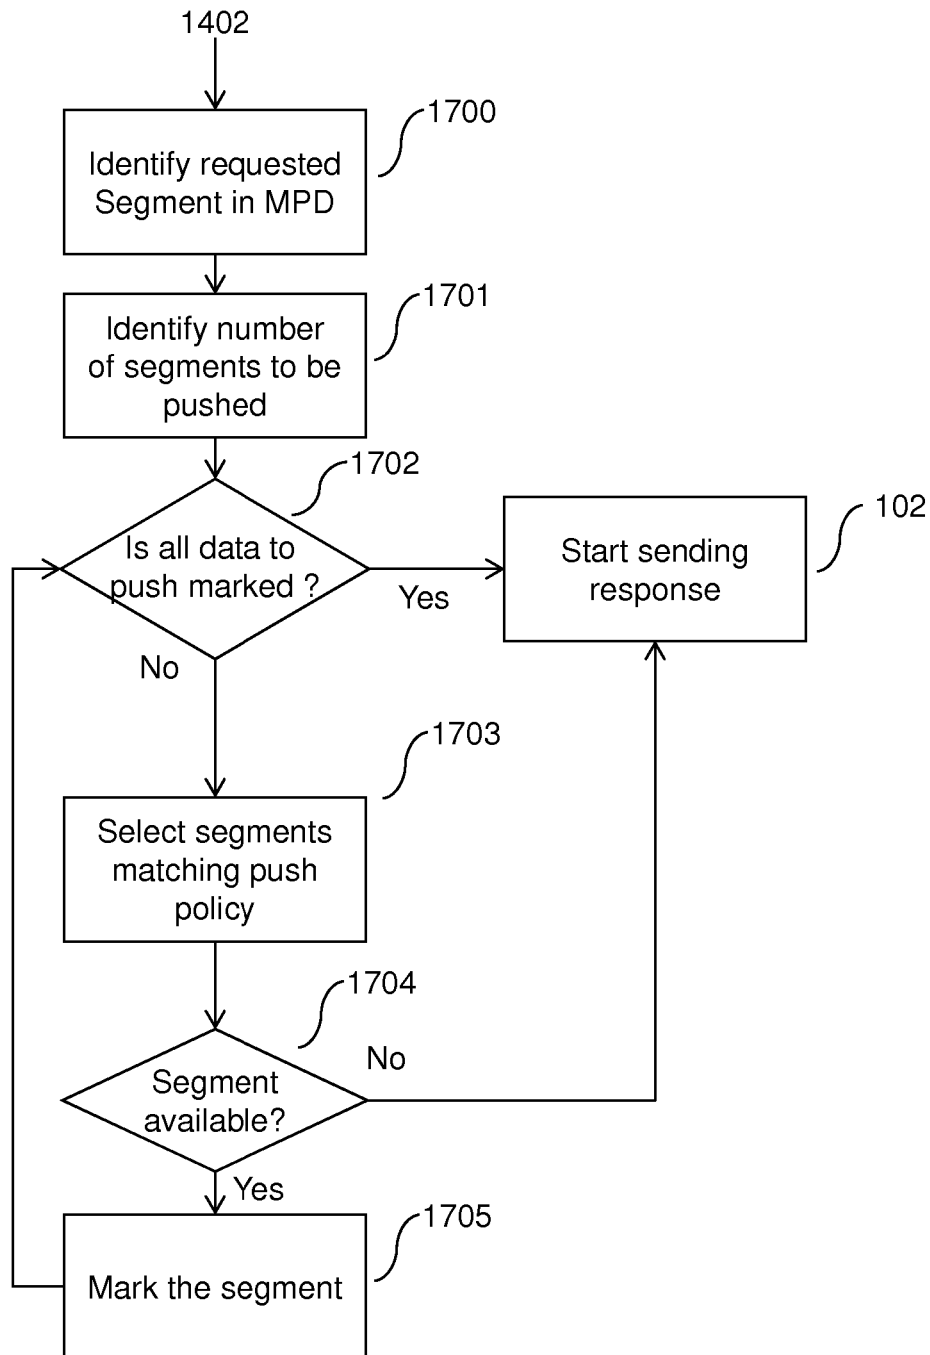 1402
1700
Identify requested
Segment in MPD
1701
Identify number
of segments to be
pushed
1702
Is all data to
push marked ?
Yes
No
102
Start sending
response
1703
Select segments
matching push
policy
1704
Segment
available?
No
Yes
1705
Mark the segment